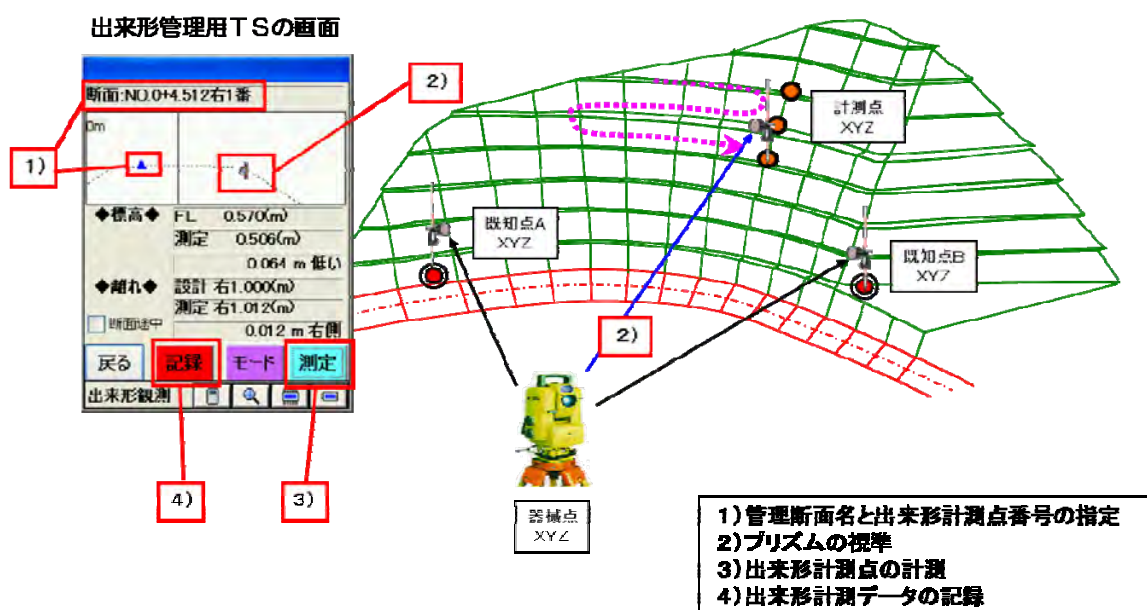 出来形管理用TSの画面
断面:NO.0+4.512右1番
0m
1)
2)
◆標高◆ FL 0.570(m)
測定 0.506(m)
0.064 m 低い
◆離れ◆ 設計 右1.000(m)
測定 右1.012(m)
断面途中
0.012 m 右側
戻る 記録 モード 測定
出来形観測
4)
3)
計測点
XYZ
既知点A
XYZ
既知点B
XYZ
2)
器械点
XYZ
1)管理断面名と出来形計測点番号の指定
2)プリズムの視準
3)出来形計測点の計測
4)出来形計測データの記録